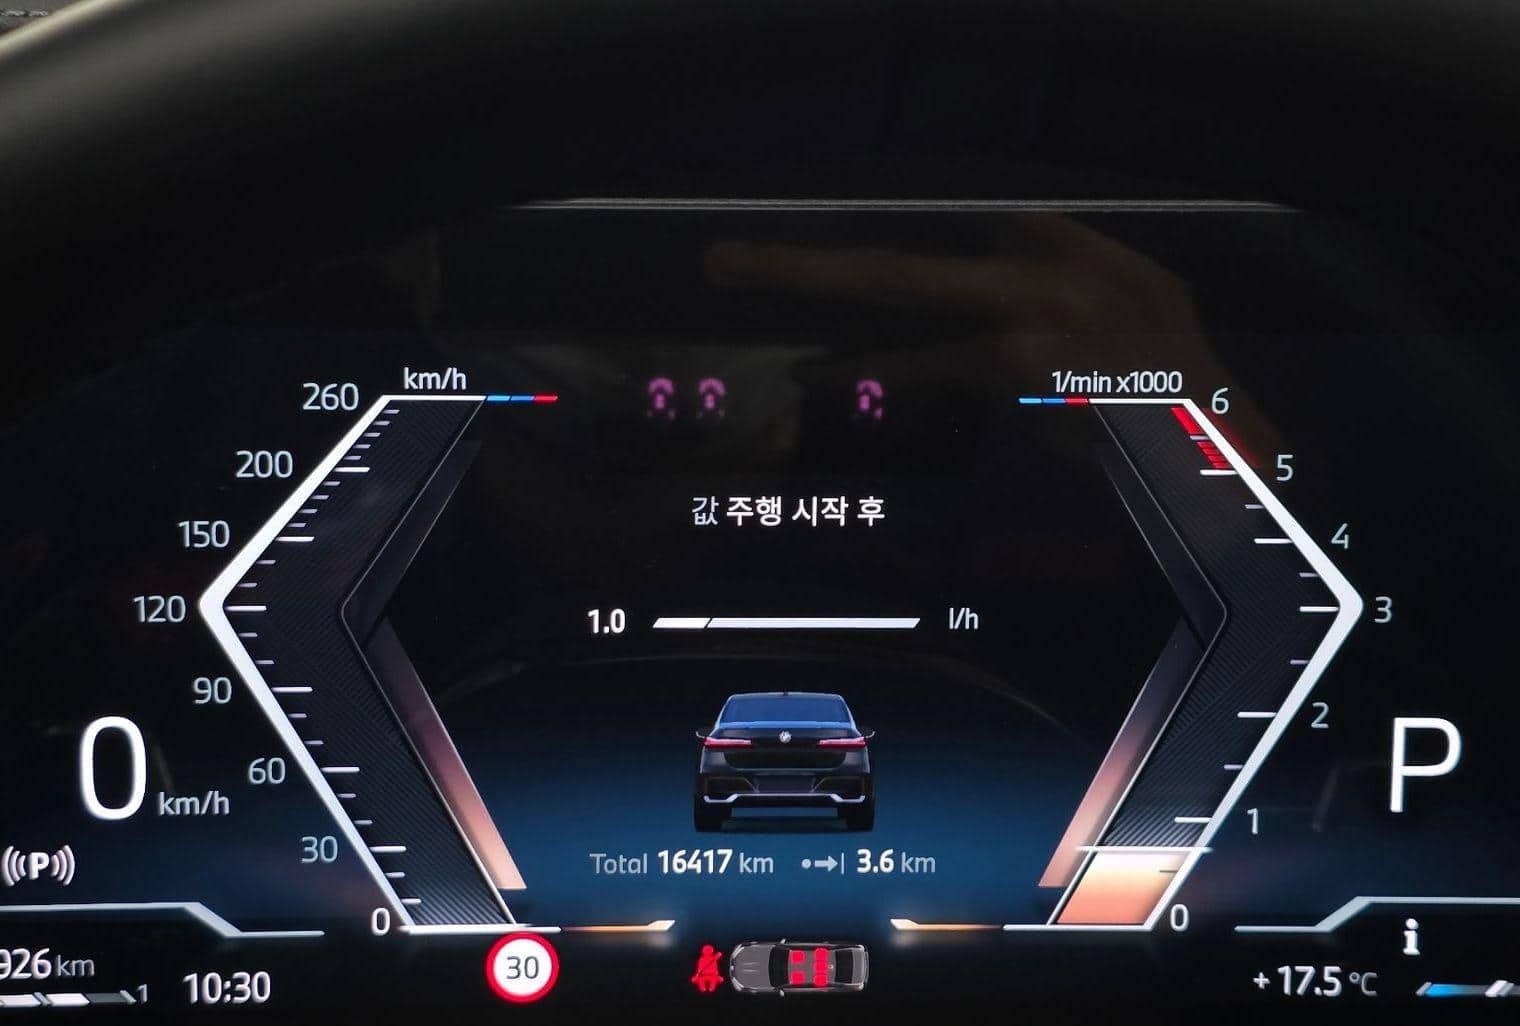 km/h
1/min x1000
260
200
150
120
90
60
30
0
6
5
4
3
2
1
0
값 주행 시작 후
1.0 l/h
0 km/h
P
(P)
Total 16417 km 3.6 km
926 km
1
10:30
30
i
+ 17.5 °C